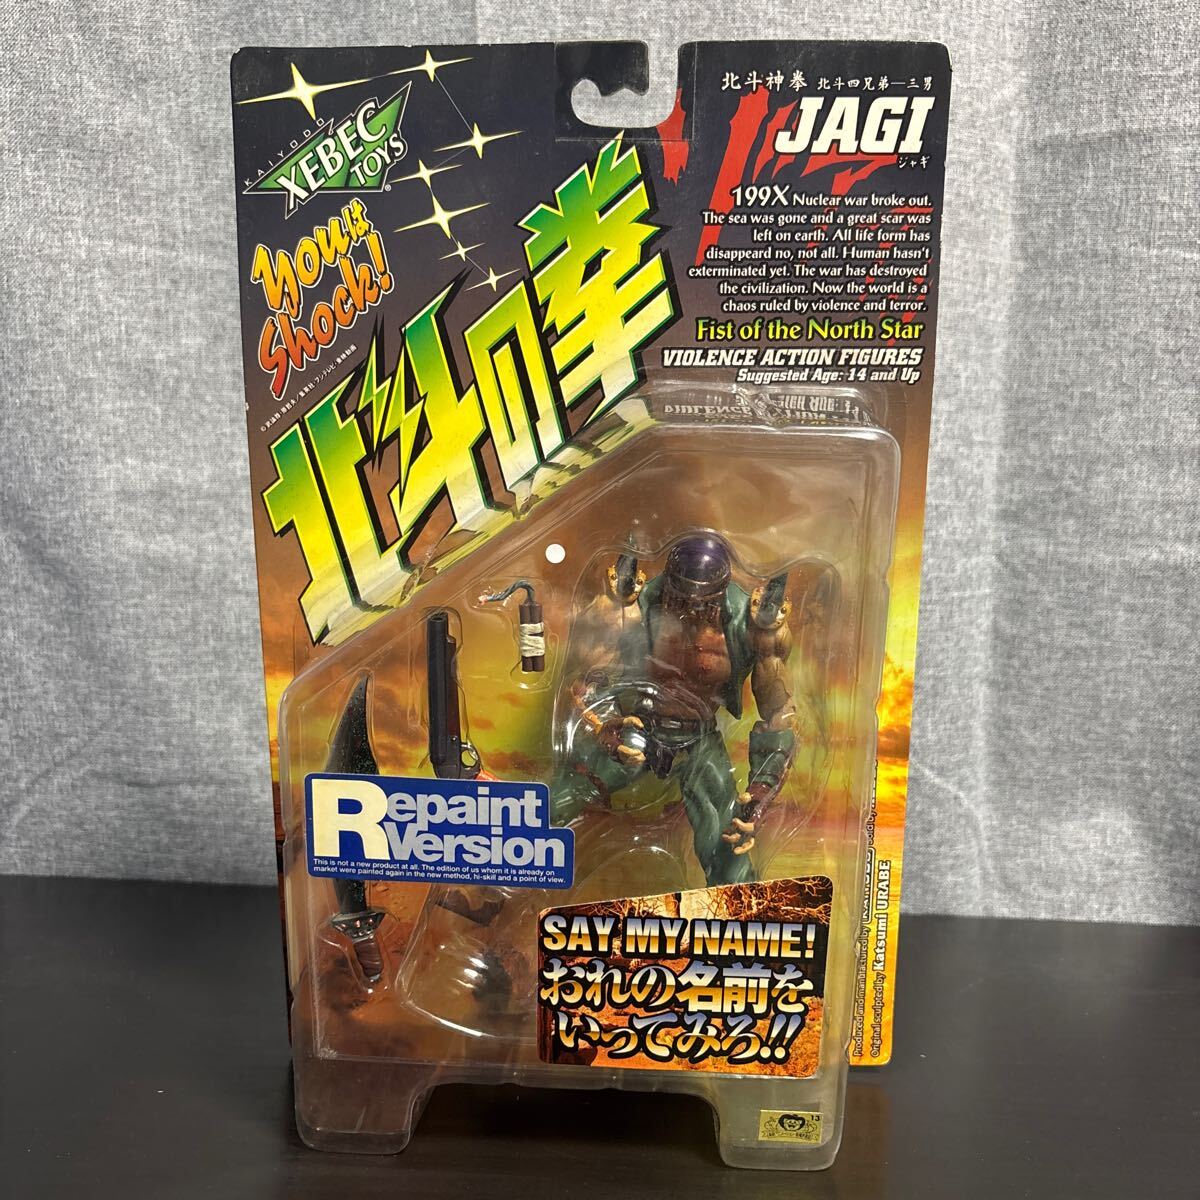 KAIYODO
XEBEC
TOYS
youは
Shock!
北斗の拳
北斗神拳 北斗四兄弟—三男
JAGI
ジャギ
199X Nuclear war broke out.
The sea was gone and a great scar was
left on earth. All life form has
disappeard no, not all. Human hasn't
exterminated yet. The war has destroyed
the civilization. Now the world is a
chaos ruled by violence and terror.
Fist of the North Star
VIOLENCE ACTION FIGURES
Suggested Age: 14 and Up
Repaint
Version
This is not a new product at all. The edition of us whom it is already on
market were painted again in the new method, hi-skill and a point of view.
SAY MY NAME!
おれの名前を
いってみろ!!
Produced and manufactured by
Original sculpted by Katsumi URABE
13